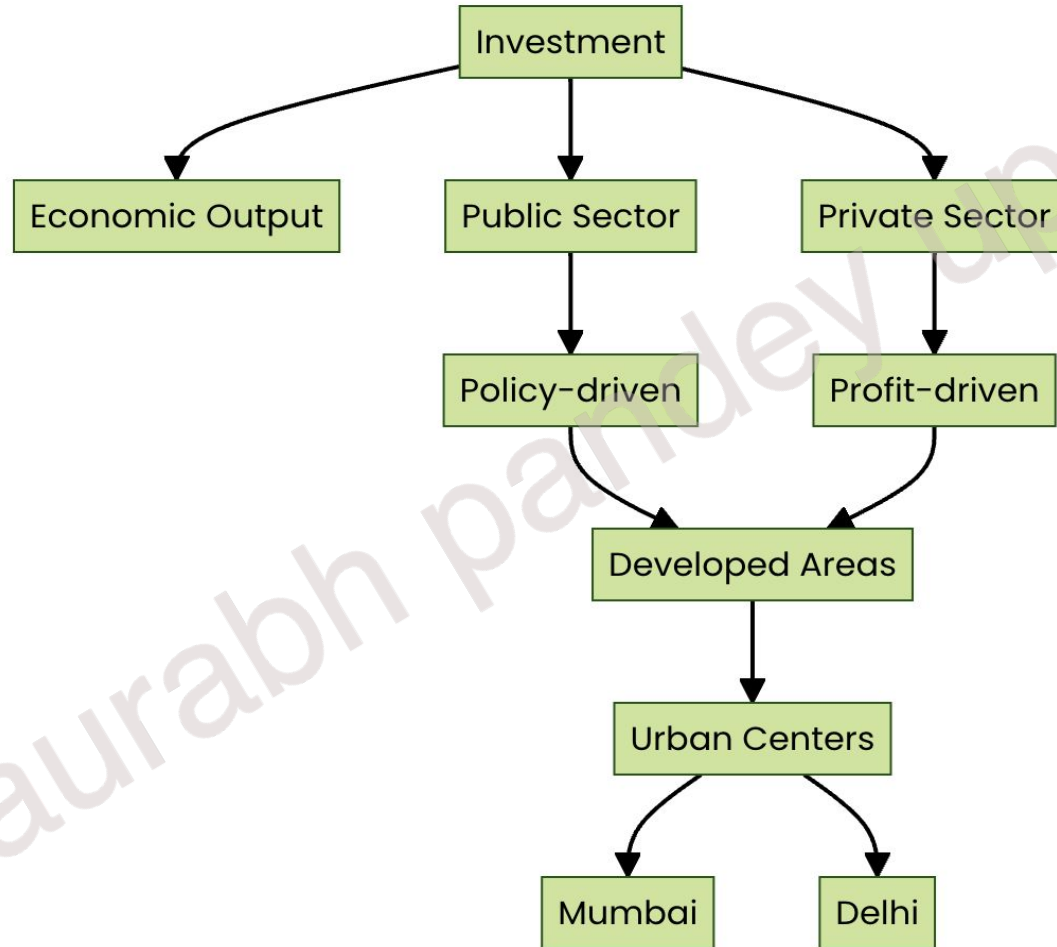 Investment
Economic Output
Public Sector
Private Sector
Policy-driven
Profit-driven
Developed Areas
Urban Centers
Mumbai
Delhi
aurabh pandey up